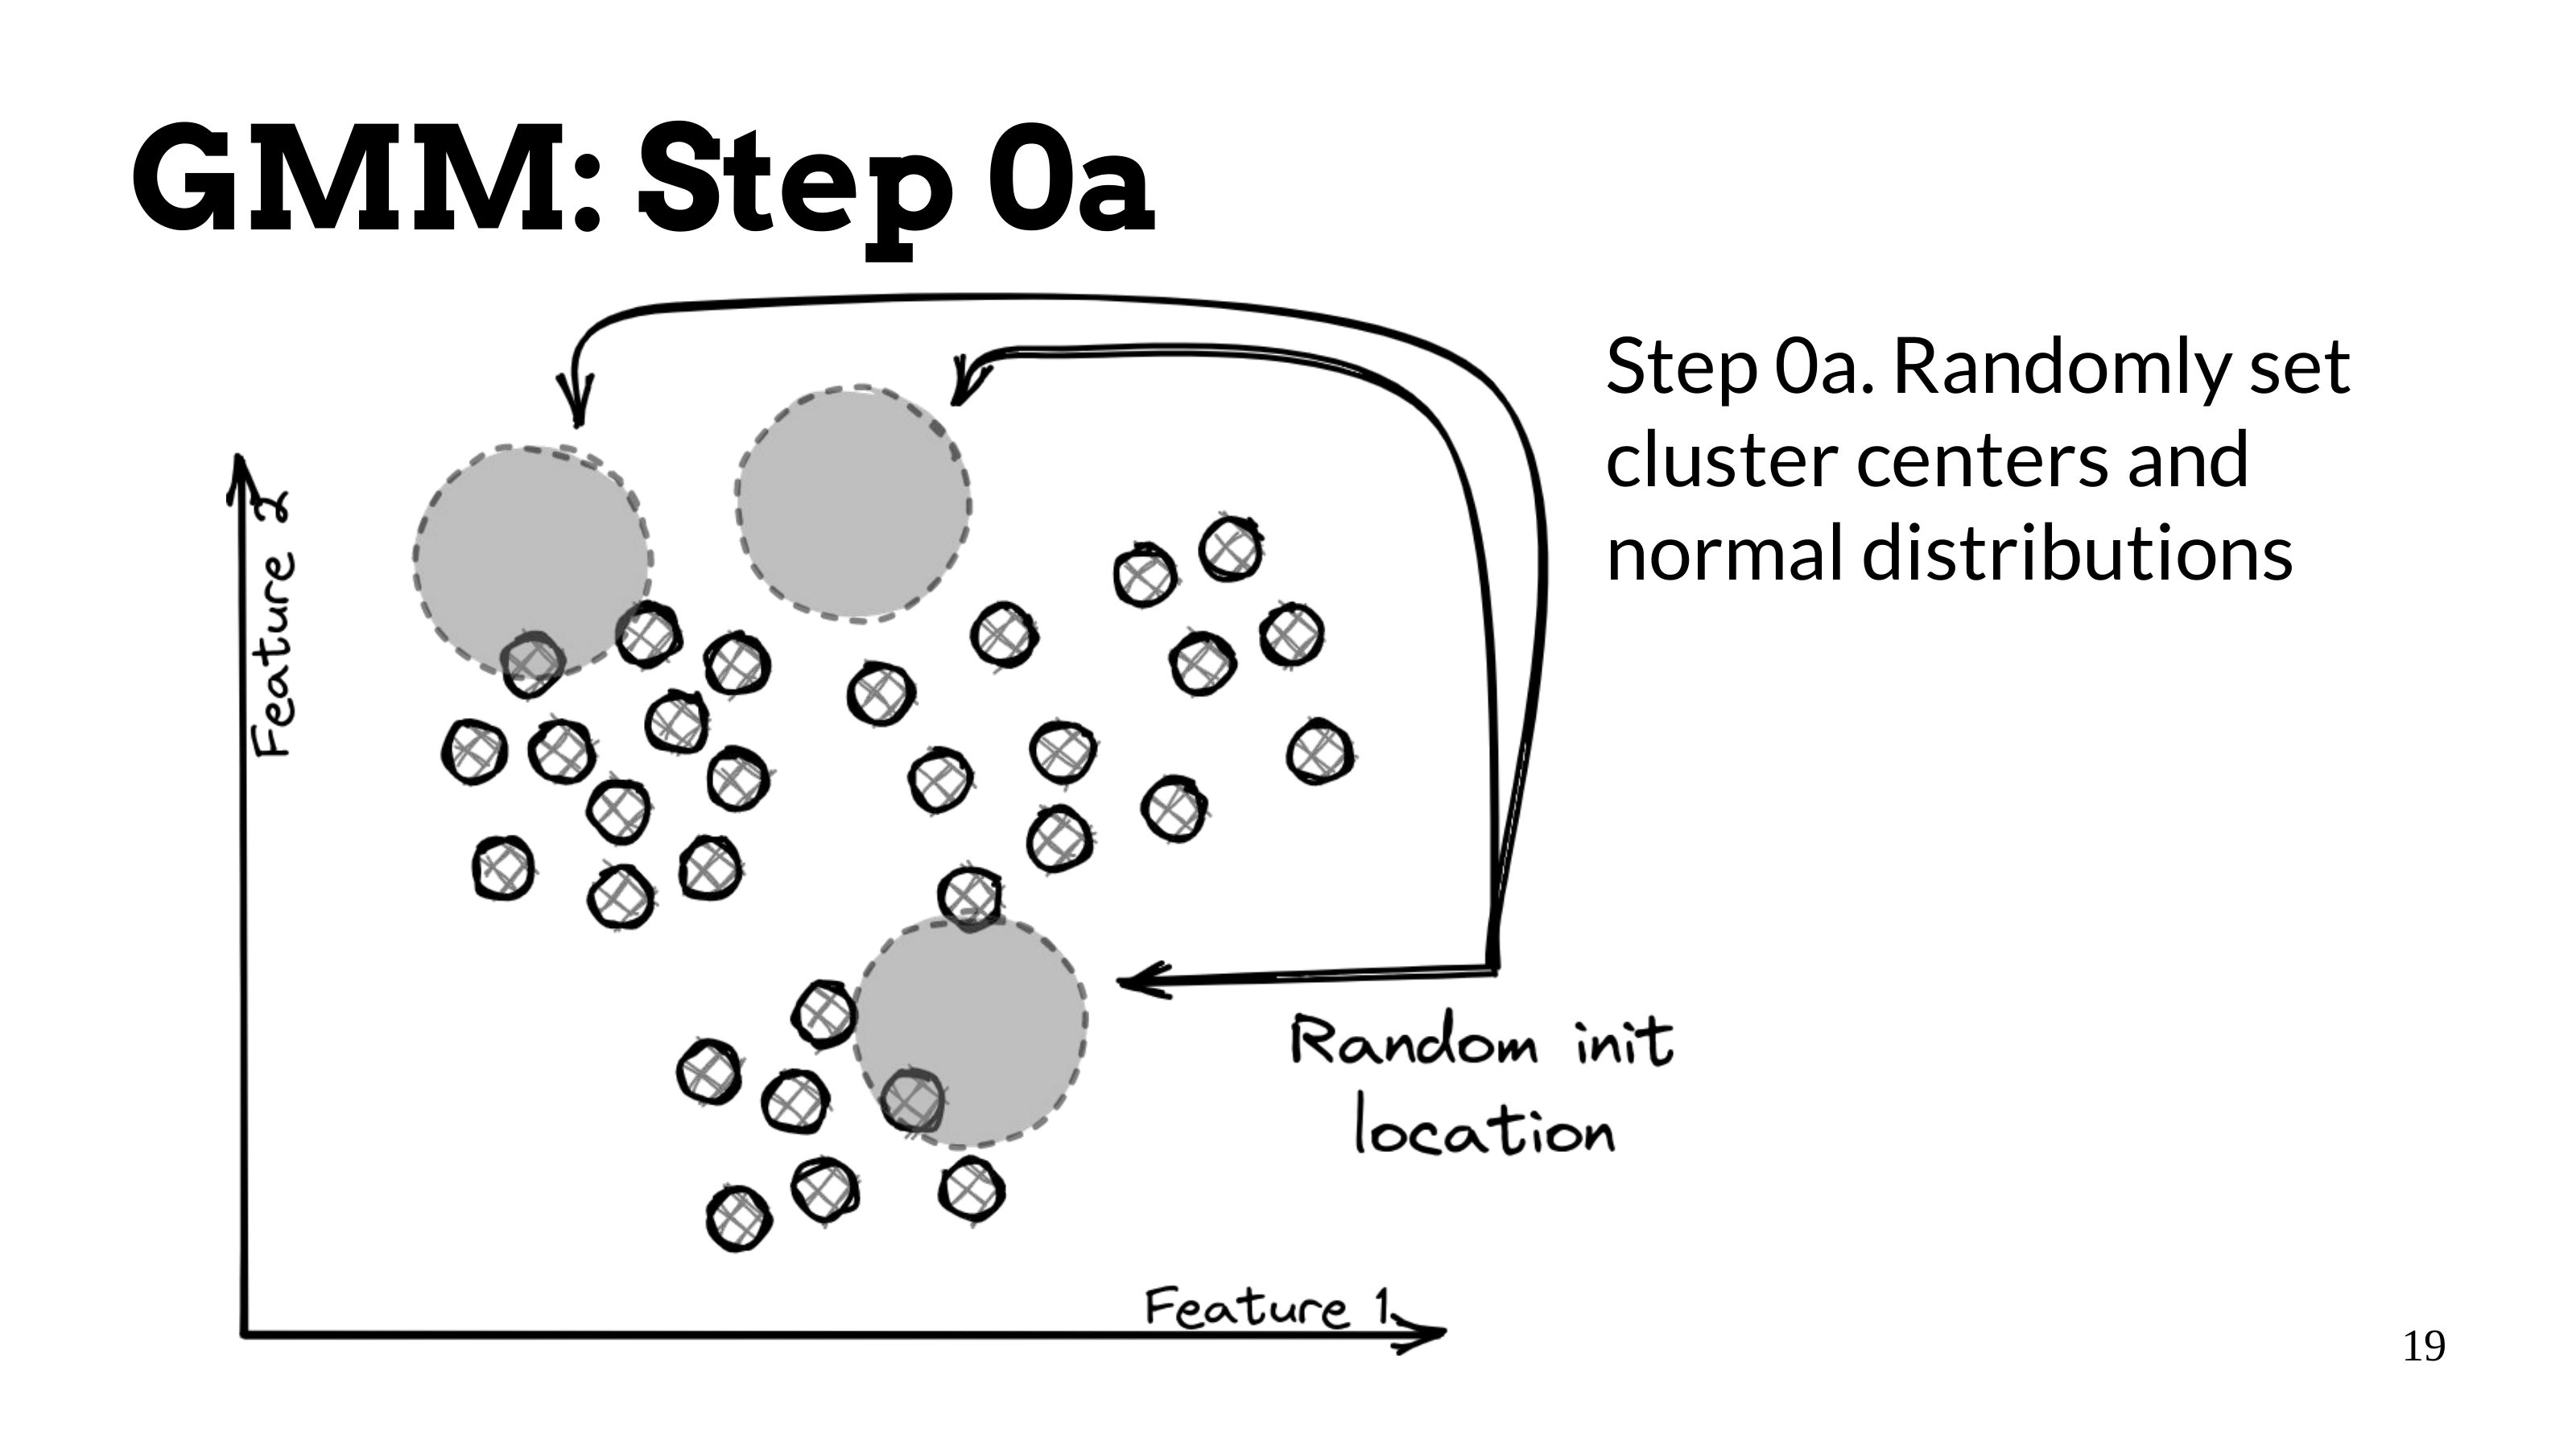 GMM: Step 0a
Step 0a. Randomly set
cluster centers and
normal distributions
Feature 2
Random init
location
Feature 1
19